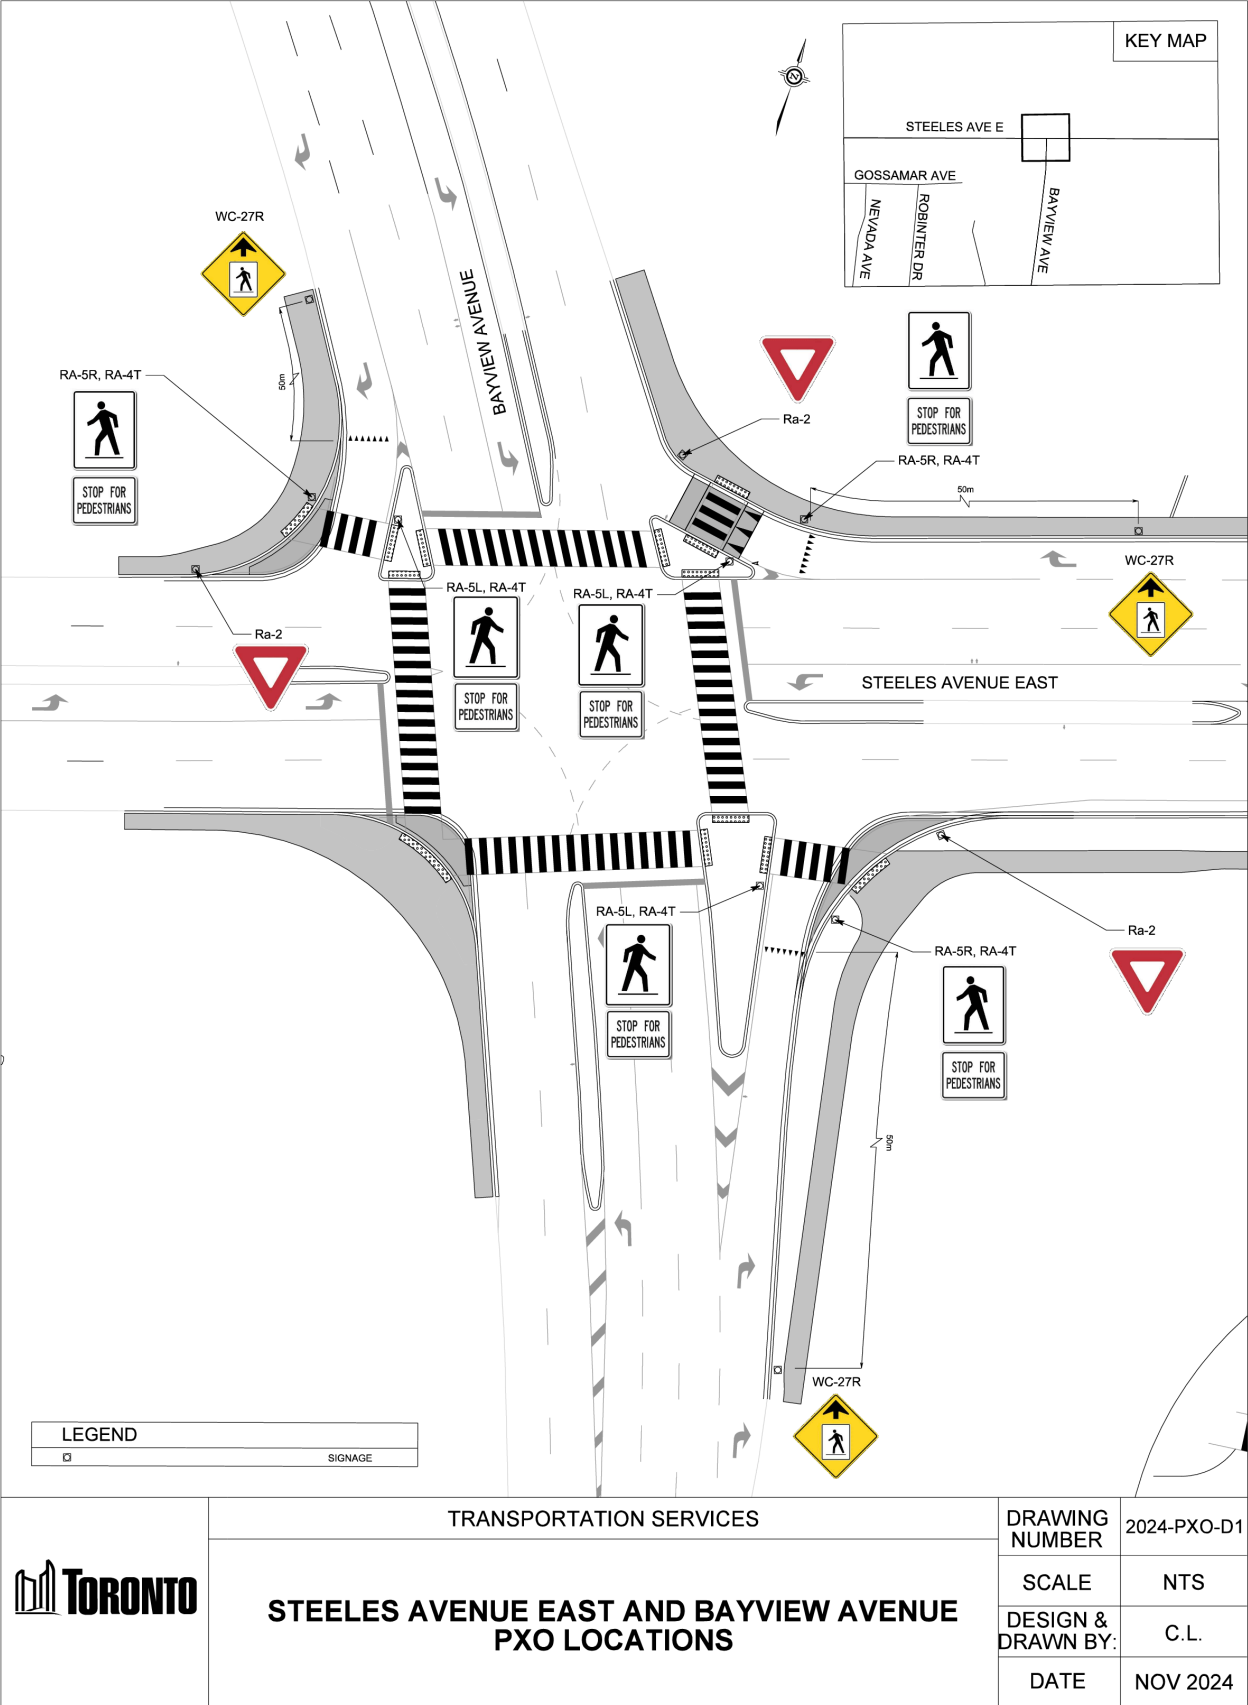 KEY MAP
STEELES AVE E
GOSSAMAR AVE
NEVADA AVE
ROBINTER DR
BAYVIEW AVE
N
WC-27R
BAYVIEW AVENUE
50m
RA-5R, RA-4T
STOP FOR
PEDESTRIANS
Ra-2
STOP FOR
PEDESTRIANS
RA-5R, RA-4T
50m
WC-27R
RA-5L, RA-4T
STOP FOR
PEDESTRIANS
RA-5L, RA-4T
STOP FOR
PEDESTRIANS
Ra-2
STEELES AVENUE EAST
RA-5L, RA-4T
STOP FOR
PEDESTRIANS
Ra-2
RA-5R, RA-4T
STOP FOR
PEDESTRIANS
50m
WC-27R
LEGEND
SIGNAGE
TORONTO
TRANSPORTATION SERVICES
STEELES AVENUE EAST AND BAYVIEW AVENUE
PXO LOCATIONS
DRAWING
NUMBER
2024-PXO-D1
SCALE
NTS
DESIGN &
DRAWN BY:
C.L.
DATE
NOV 2024